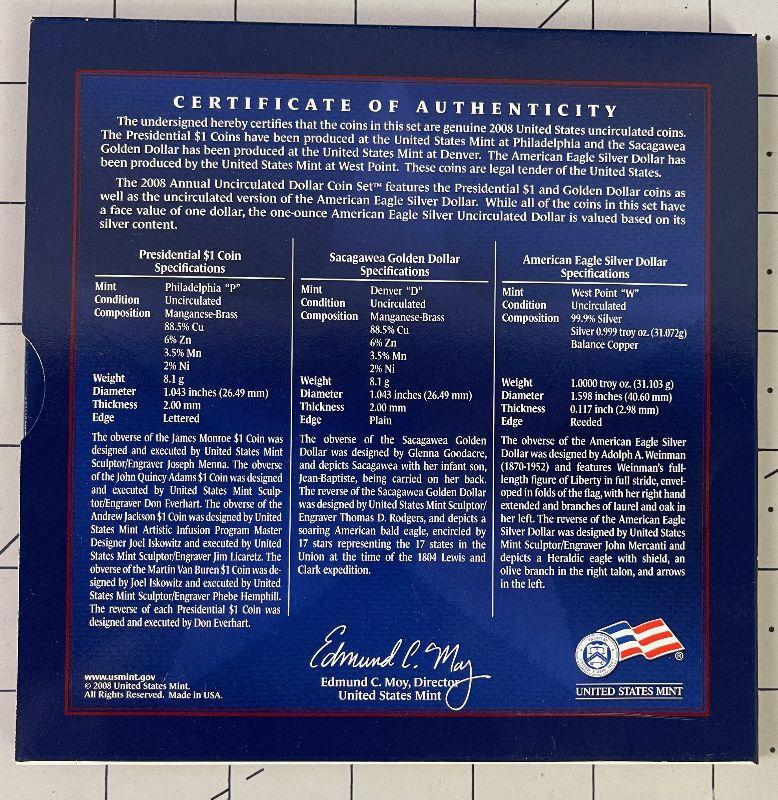 CERTIFICATE OF AUTHENTICITY
The undersigned hereby certifies that the coins in this set are genuine 2008 United States uncirculated coins.
The Presidential $1 Coins have been produced at the United States Mint at Philadelphia and the Sacagawea
Golden Dollar has been produced at the United States Mint at Denver. The American Eagle Silver Dollar has
been produced by the United States Mint at West Point. These coins are legal tender of the United States.
The 2008 Annual Uncirculated Dollar Coin Set™ features the Presidential $1 and Golden Dollar coins as
well as the uncirculated version of the American Eagle Silver Dollar. While all of the coins in this set have
a face value of one dollar, the one-ounce American Eagle Silver Uncirculated Dollar is valued based on its
silver content.
Presidential $1 Coin
Specifications
Mint Philadelphia "P"
Condition Uncirculated
Composition Manganese-Brass
88.5% Cu
6% Zn
3.5% Mn
2% Ni
Weight 8.1 g
Diameter 1.043 inches (26.49 mm)
Thickness 2.00 mm
Edge Lettered
The obverse of the James Monroe $1 Coin was
designed and executed by United States Mint
Sculptor/Engraver Joseph Menna. The obverse
of the John Quincy Adams $1 Coin was designed
and executed by United States Mint Sculp-
tor/Engraver Don Everhart. The obverse of the
Andrew Jackson $1 Coin was designed by United
States Mint Artistic Infusion Program Master
Designer Joel Iskowitz and executed by United
States Mint Sculptor/Engraver Jim Licaretz. The
obverse of the Martin Van Buren $1 Coin was de-
signed by Joel Iskowitz and executed by United
States Mint Sculptor/Engraver Phebe Hemphill.
The reverse of each Presidential $1 Coin was
designed and executed by Don Everhart.
Sacagawea Golden Dollar
Specifications
Mint Denver "D"
Condition Uncirculated
Composition Manganese-Brass
88.5% Cu
6% Zn
3.5% Mn
2% Ni
Weight 8.1 g
Diameter 1.043 inches (26.49 mm)
Thickness 2.00 mm
Edge Plain
The obverse of the Sacagawea Golden
Dollar was designed by Glenna Goodacre,
and depicts Sacagawea with her infant son,
Jean-Baptiste, being carried on her back.
The reverse of the Sacagawea Golden Dollar
was designed by United States Mint Sculptor/
Engraver Thomas D. Rodgers, and depicts a
soaring American bald eagle, encircled by
17 stars representing the 17 states in the
Union at the time of the 1804 Lewis and
Clark expedition.
American Eagle Silver Dollar
Specifications
Mint West Point "W"
Condition Uncirculated
Composition 99.9% Silver
Silver 0.999 troy oz. (31.072g)
Balance Copper
Weight 1.0000 troy oz. (31.103 g)
Diameter 1.598 inches (40.60 mm)
Thickness 0.117 inch (2.98 mm)
Edge Reeded
The obverse of the American Eagle Silver
Dollar was designed by Adolph A. Weinman
(1870-1952) and features Weinman's full-
length figure of Liberty in full stride, envel-
oped in folds of the flag, with her right hand
extended and branches of laurel and oak in
her left. The reverse of the American Eagle
Silver Dollar was designed by United States
Mint Sculptor/Engraver John Mercanti and
depicts a Heraldic eagle with shield, an
olive branch in the right talon, and arrows
in the left.
www.usmint.gov
© 2008 United States Mint.
All Rights Reserved. Made in USA.
Edmund C. Moy
Edmund C. Moy, Director
United States Mint
®
UNITED STATES MINT